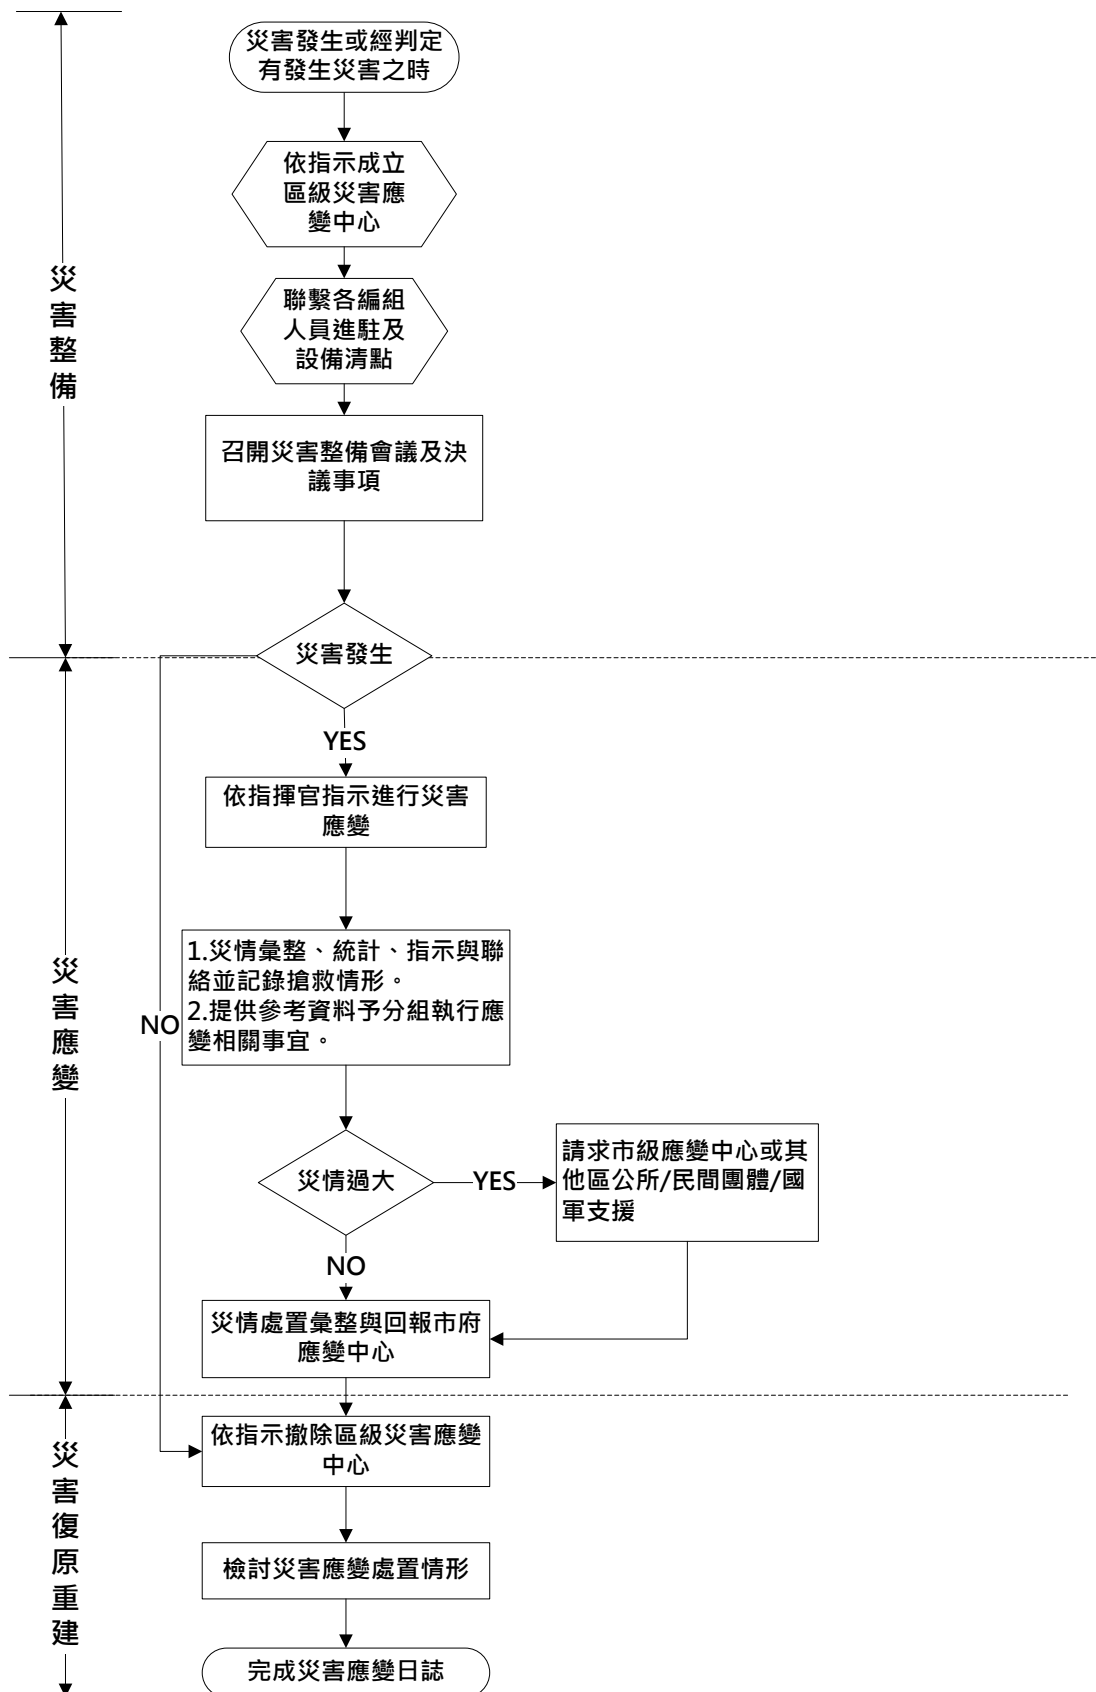 災害發生或經判定
有發生災害之時
依指示成立
區級災害應
變中心
聯繫各編組
人員進駐及
設備清點
災害整備
召開災害整備會議及決
議事項
災害發生
YES
依指揮官指示進行災害
應變
1.災情彙整、統計、指示與聯
絡並記錄搶救情形。
2.提供參考資料予分組執行應
變相關事宜。
災害應變
NO
災情過大
YES
請求市級應變中心或其
他區公所/民間團體/國
軍支援
NO
災情處置彙整與回報市府
應變中心
依指示撤除區級災害應變
中心
災害復原重建
檢討災害應變處置情形
完成災害應變日誌